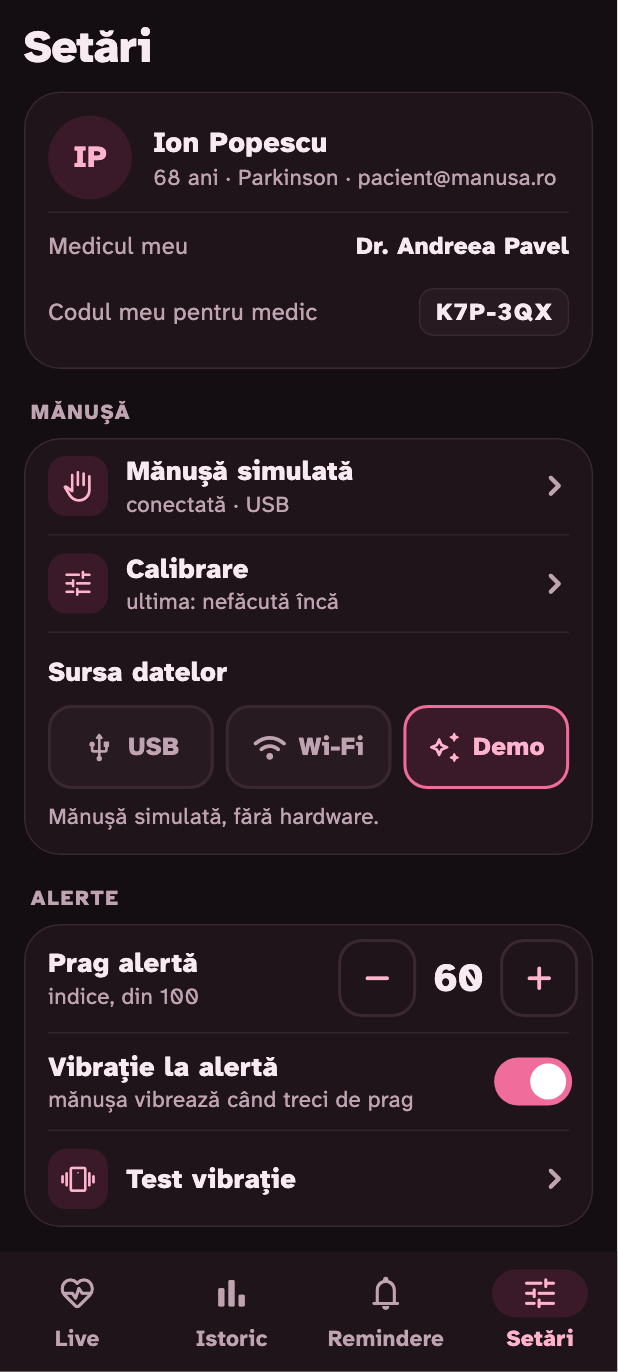 Setări
IP
Ion Popescu
68 ani · Parkinson · pacient@manusa.ro
Medicul meu
Dr. Andreea Pavel
Codul meu pentru medic
K7P-3QX
MĂNUȘĂ
Mănușă simulată
conectată · USB
Calibrare
ultima: nefăcută încă
Sursa datelor
USB
Wi-Fi
Demo
Mănușă simulată, fără hardware.
ALERTE
Prag alertă
indice, din 100
− 60 +
Vibrație la alertă
mănușa vibrează când treci de prag
Test vibrație
Live
Istoric
Remindere
Setări